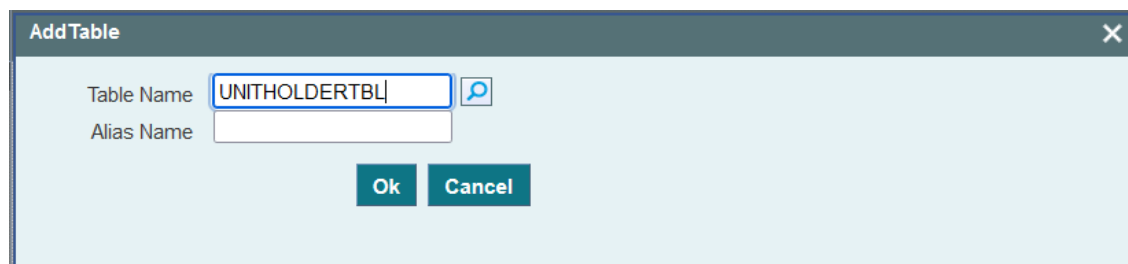 AddTable
Table Name UNITHOLDERTBL
Alias Name
Ok Cancel